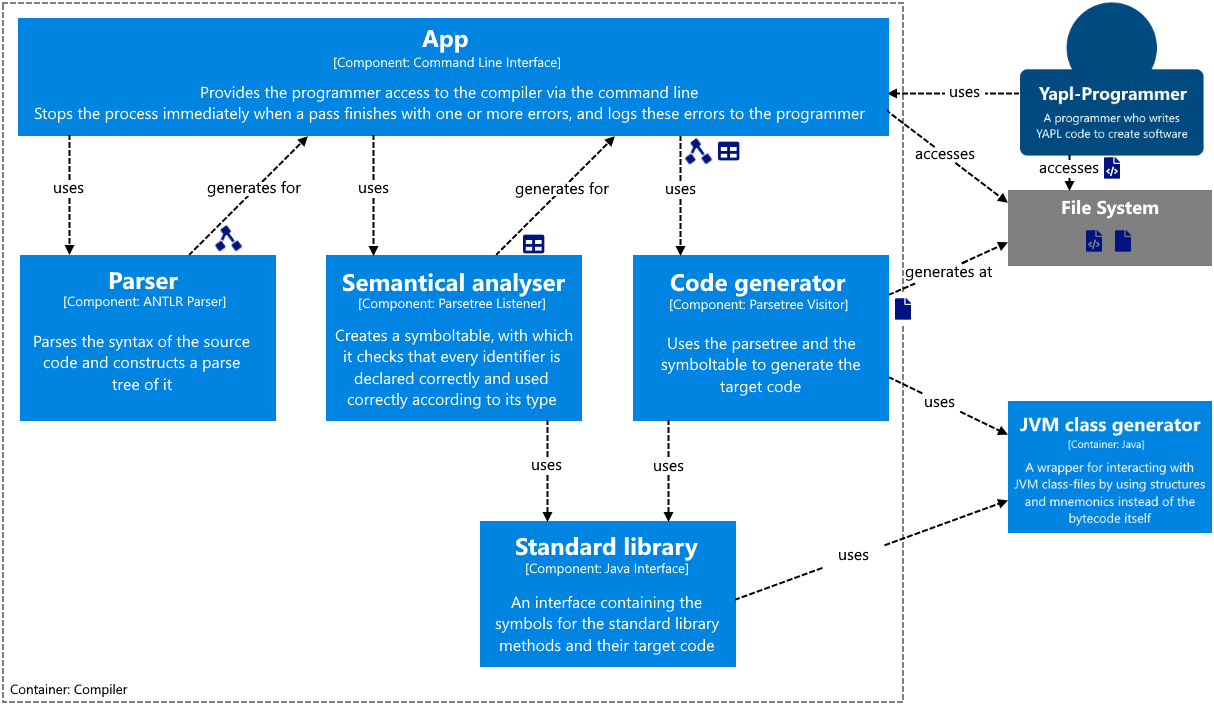 App
[Component: Command Line Interface]
Provides the programmer access to the compiler via the command line
Stops the process immediately when a pass finishes with one or more errors, and logs these errors to the programmer
uses
Yapl-Programmer
A programmer who writes
YAPL code to create software
accesses
accesses
File System
uses
generates for
uses
generates for
uses
generates at
Parser
[Component: ANTLR Parser]
Parses the syntax of the source
code and constructs a parse
tree of it
Semantical analyser
[Component: Parsetree Listener]
Creates a symboltable, with which
it checks that every identifier is
declared correctly and used
correctly according to its type
Code generator
[Component: Parsetree Visitor]
Uses the parsetree and the
symboltable to generate the
target code
uses
JVM class generator
[Container: Java]
A wrapper for interacting with
JVM class-files by using structures
and mnemonics instead of the
bytecode itself
uses
uses
Standard library
[Component: Java Interface]
An interface containing the
symbols for the standard library
methods and their target code
uses
Container: Compiler